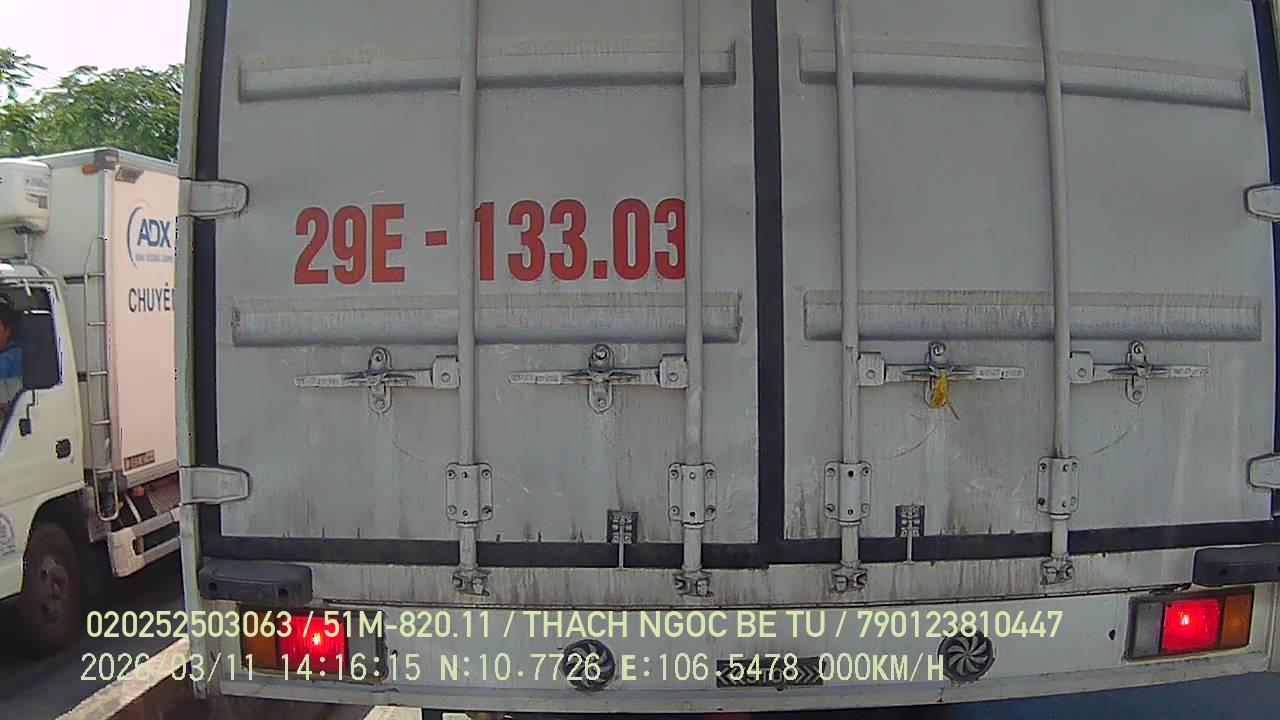 ADX
CHUYÊ
29E - 133.03
020252503063 / 51M-820.11 / THACH NGOC BE TU / 790123810447
2026/03/11 14:16:15 N:10.7726 E:106.5478 000KM/H